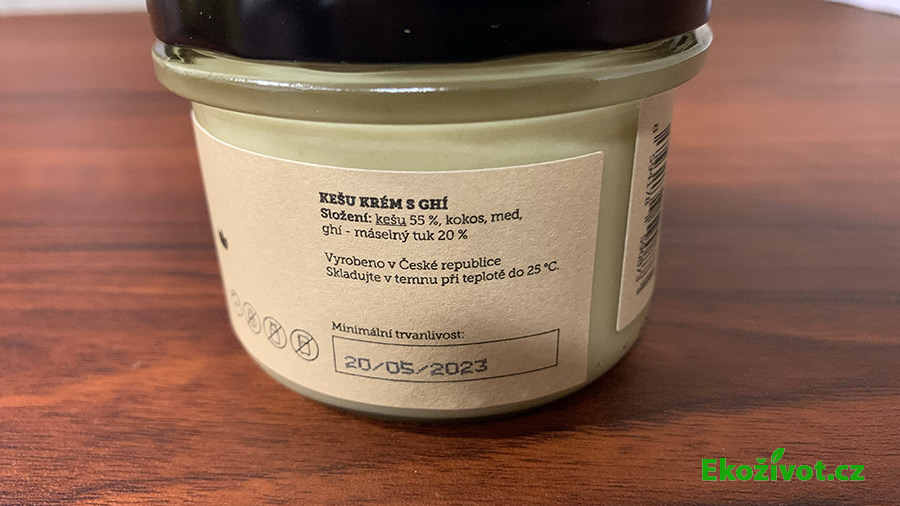 KEŠU KRÉM S GHÍ
Složení: kešu 55 %, kokos, med,
ghí - máselný tuk 20 %
Vyrobeno v České republice
Skladujte v temnu při teplotě do 25 °C.
Minimální trvanlivost:
20/05/2023
Ekoživot.cz